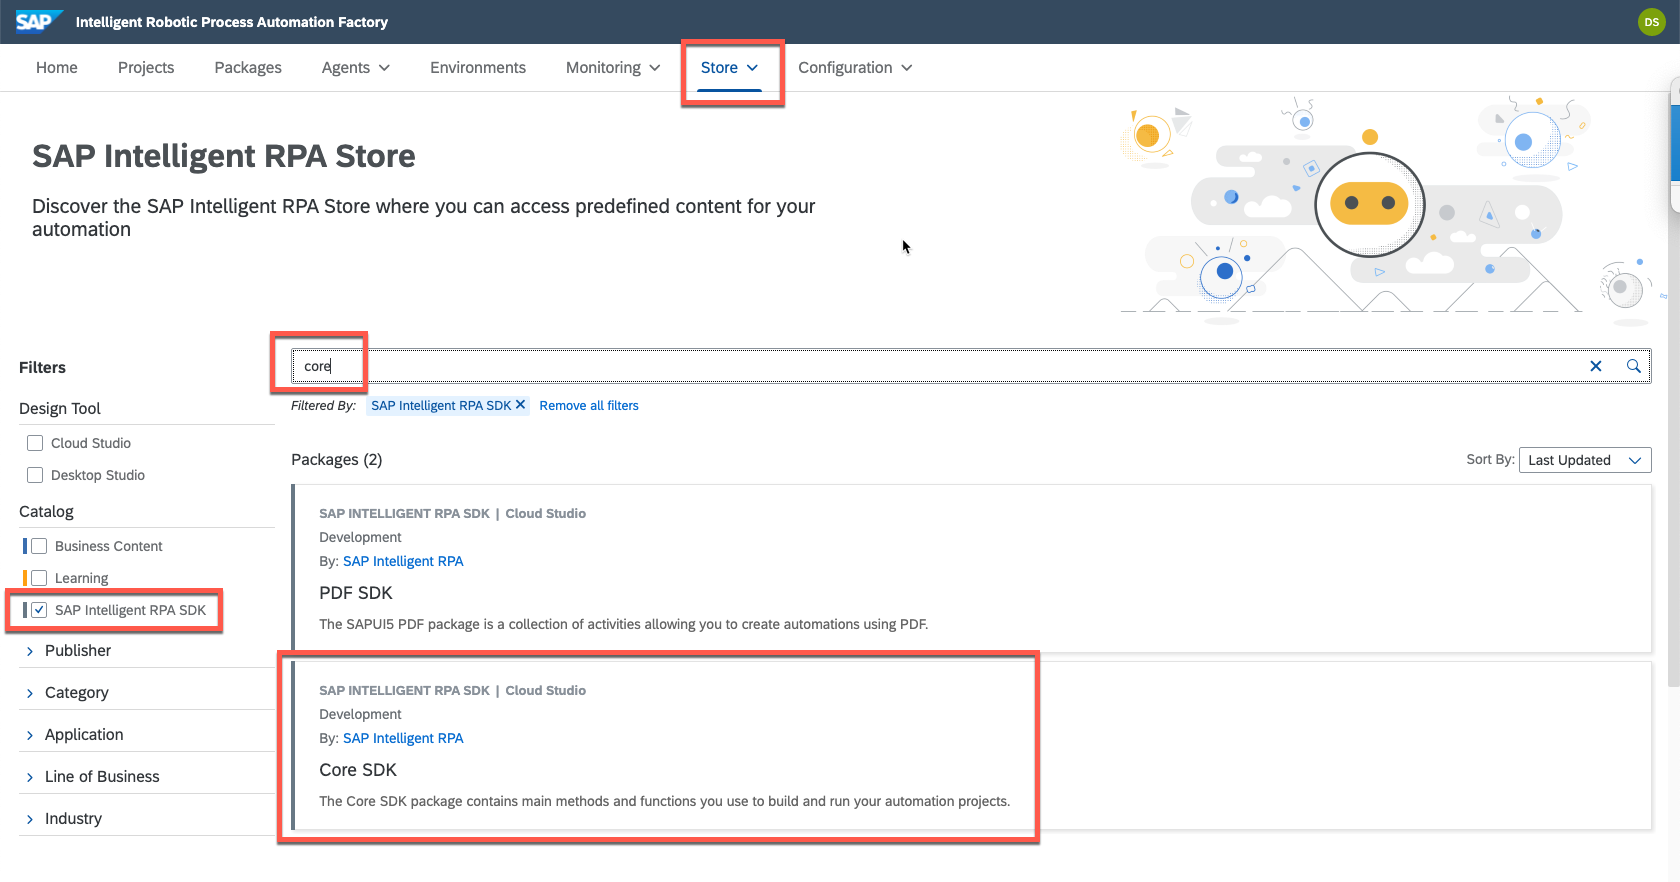 SAP Intelligent Robotic Process Automation Factory DS
Home Projects Packages Agents Environments Monitoring Store Configuration
SAP Intelligent RPA Store
Discover the SAP Intelligent RPA Store where you can access predefined content for your
automation
Filters
core
Filtered By: SAP Intelligent RPA SDK Remove all filters
Design Tool
Cloud Studio
Desktop Studio
Packages (2)
Sort By: Last Updated
Catalog
Business Content
Learning
SAP Intelligent RPA SDK
Publisher
Category
Application
Line of Business
Industry
SAP INTELLIGENT RPA SDK | Cloud Studio
Development
By: SAP Intelligent RPA
PDF SDK
The SAPUI5 PDF package is a collection of activities allowing you to create automations using PDF.
SAP INTELLIGENT RPA SDK | Cloud Studio
Development
By: SAP Intelligent RPA
Core SDK
The Core SDK package contains main methods and functions you use to build and run your automation projects.